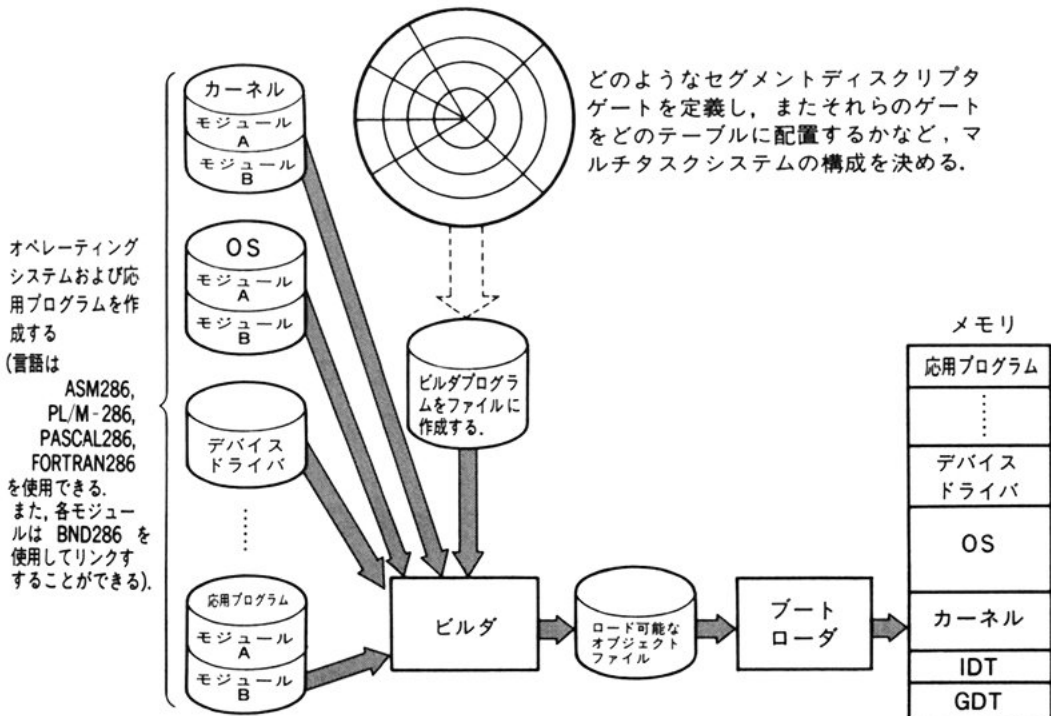 どのようなセグメントディスクリプタ
ゲートを定義し，またそれらのゲート
をどのテーブルに配置するかなど，マ
ルチタスクシステムの構成を決める．
オペレーティング
システムおよび応
用プログラムを作
成する
(言語は
ASM286,
PL/M-286,
PASCAL286,
FORTRAN286
を使用できる．
また，各モジュー
ルは BND286 を
使用してリンクす
することができる)．
カーネル
モジュール
A
モジュール
B
OS
モジュール
A
モジュール
B
デバイス
ドライバ
応用プログラム
モジュール
A
モジュール
B
ビルダプログラ
ムをファイルに
作成する．
ビルダ
ロード可能な
オブジェクト
ファイル
ブート
ローダ
メモリ
応用プログラム
デバイス
ドライバ
OS
カーネル
IDT
GDT